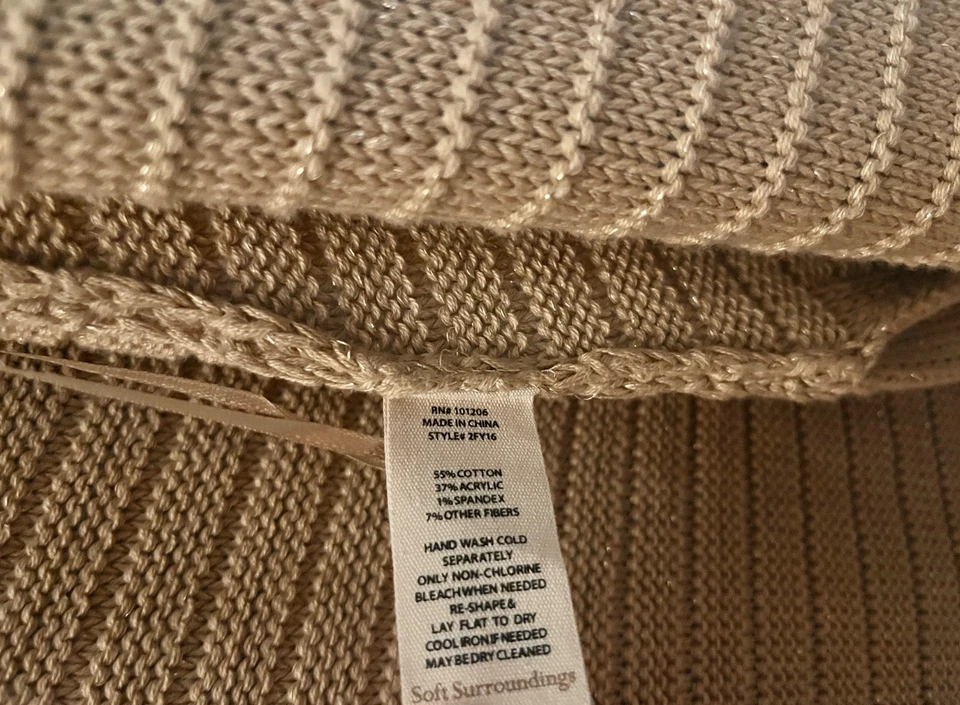 RN# 101206
MADE IN CHINA
STYLE# 2FY16
55% COTTON
37% ACRYLIC
1% SPANDEX
7% OTHER FIBERS
HAND WASH COLD
SEPARATELY
ONLY NON-CHLORINE
BLEACH WHEN NEEDED
RE-SHAPE &
LAY FLAT TO DRY
COOL IRON IF NEEDED
MAY BE DRY CLEANED
Soft Surroundings